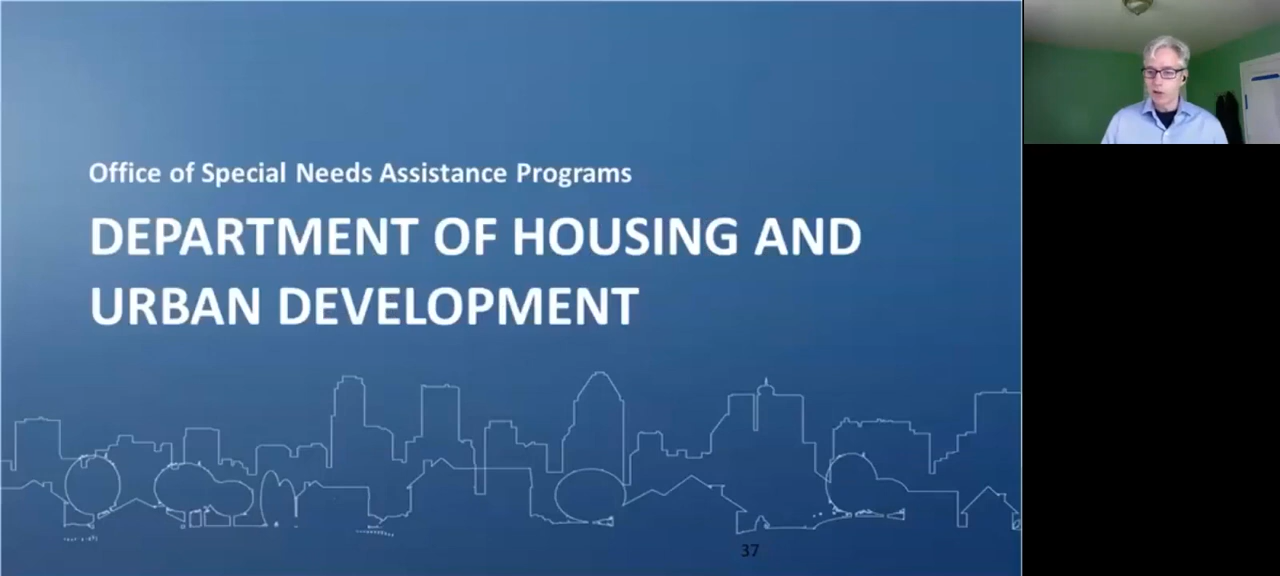 Office of Special Needs Assistance Programs
DEPARTMENT OF HOUSING AND
URBAN DEVELOPMENT
37